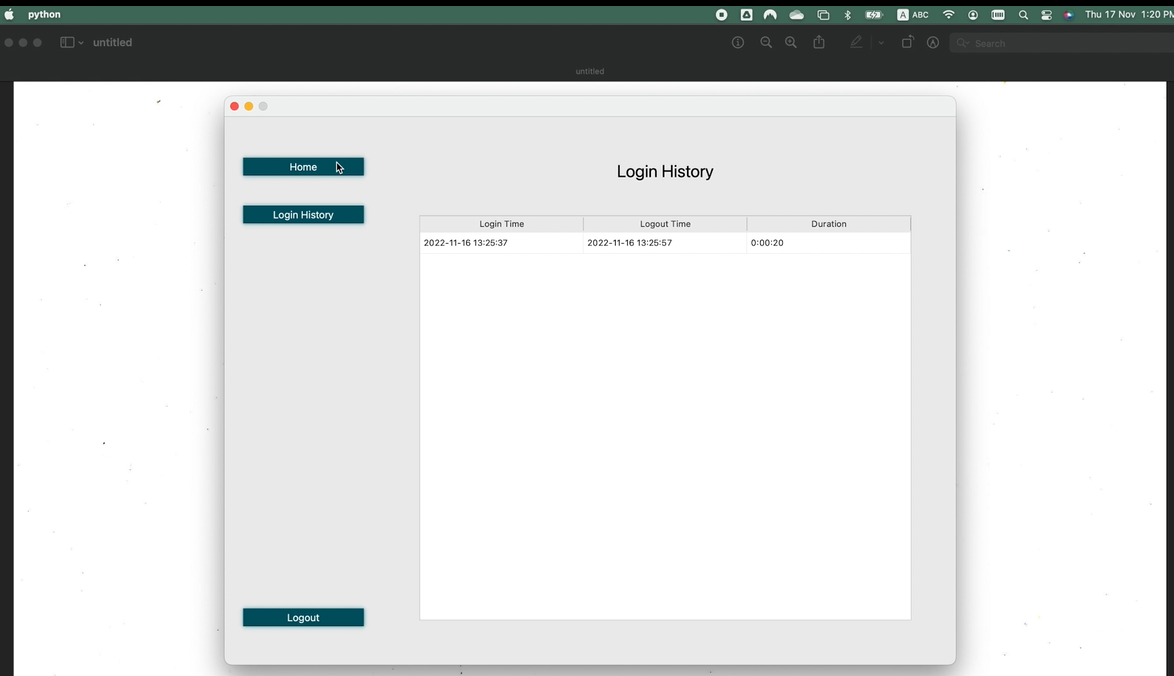 python
ABC
Thu 17 Nov 1:20 PM
untitled
Search
untitled
Home
Login History
Login History
Login Time Logout Time Duration
2022-11-16 13:25:37 2022-11-16 13:25:57 0:00:20
Logout